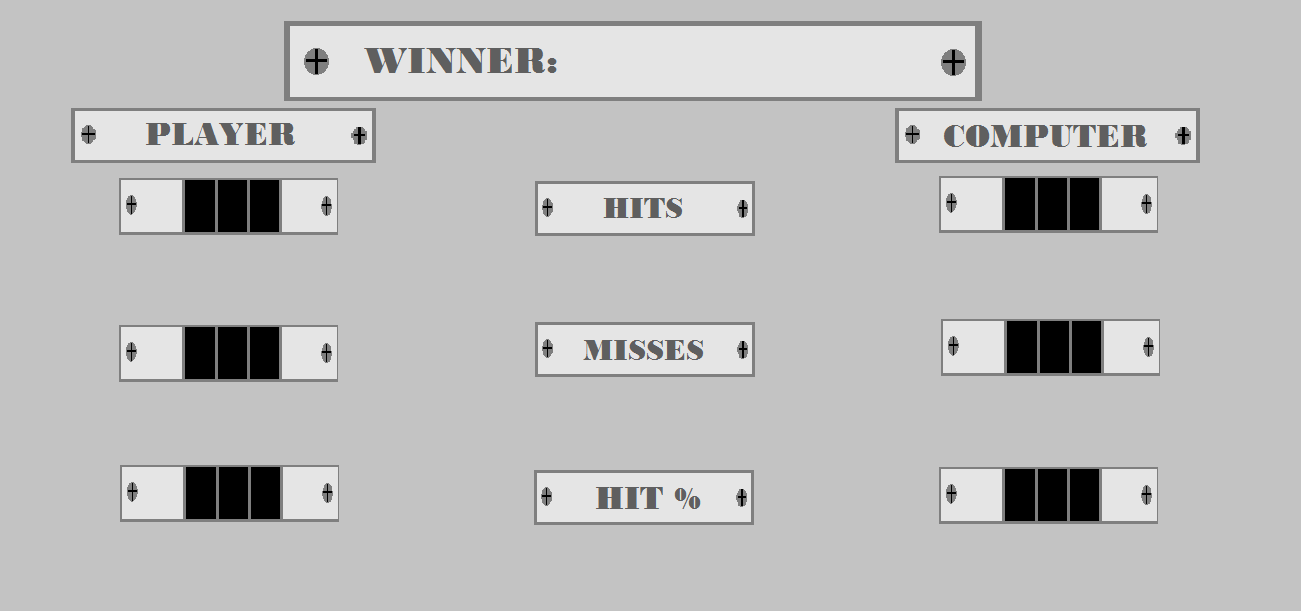 WINNER:
PLAYER
COMPUTER
HITS
MISSES
HIT %